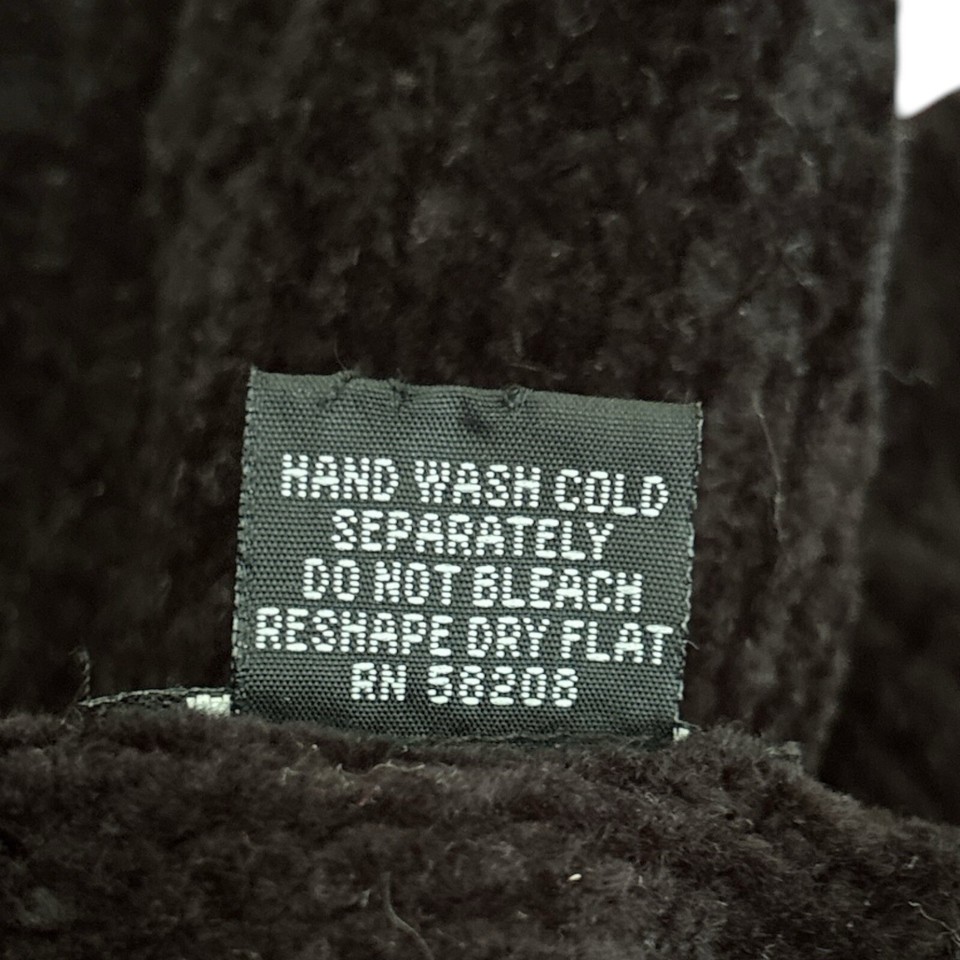 HAND WASH COLD
SEPARATELY
DO NOT BLEACH
RESHAPE DRY FLAT
RN 58208